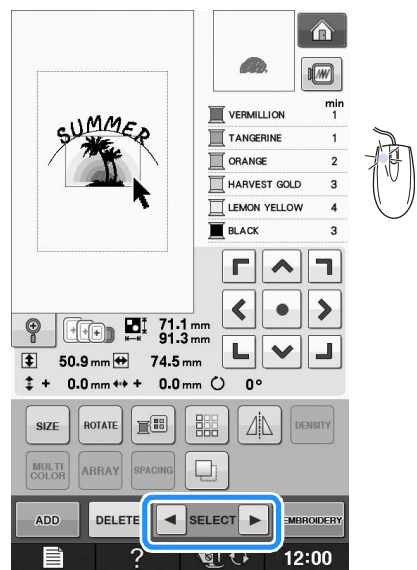 SUMMER
min
VERMILLION 1
TANGERINE 1
ORANGE 2
HARVEST GOLD 3
LEMON YELLOW 4
BLACK 3
71.1 mm
91.3 mm
50.9 mm 74.5 mm
+ 0.0 mm + 0.0 mm 0°
SIZE ROTATE DENSITY
MULTI COLOR ARRAY SPACING
ADD DELETE SELECT EMBROIDERY
? 12:00